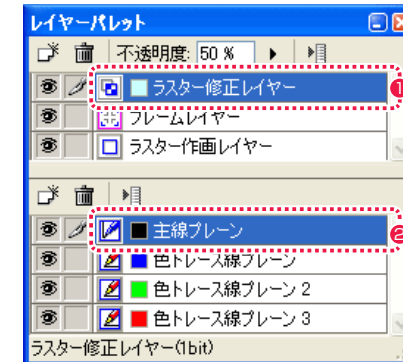 レイヤーパレット
不透明度: 50 %
ラスター修正レイヤー
フレームレイヤー
ラスター作画レイヤー
主線プレーン
色トレース線プレーン
色トレース線プレーン 2
色トレース線プレーン 3
ラスター修正レイヤー(1bit)